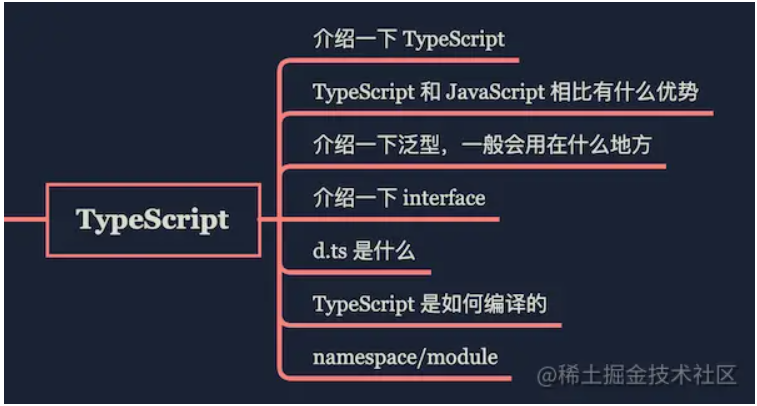 介绍一下 TypeScript
TypeScript 和 JavaScript 相比有什么优势
介绍一下泛型，一般会用在什么地方
介绍一下 interface
TypeScript
d.ts 是什么
TypeScript 是如何编译的
namespace/module
@稀土掘金技术社区